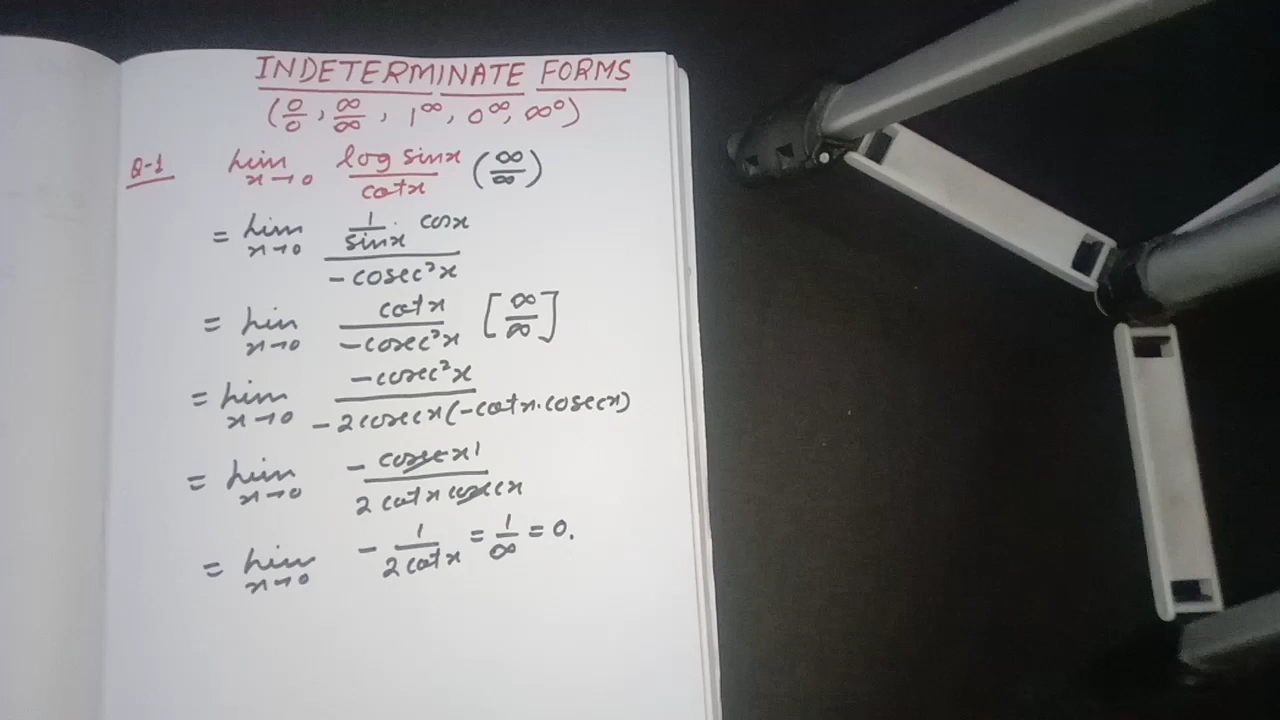 INDETERMINATE FORMS
(0/0, ∞/∞, 1^∞, 0^∞, ∞^0)
Q-1 lim x→0 log sinx / cotx (∞/∞)
= lim x→0 1/sinx · cosx / -cosec²x
= lim x→0 cotx / -cosec²x [∞/∞]
= lim x→0 -cosec²x / -2cosecx(-cotx.cosecx)
= lim x→0 -cosecx 1 / 2cotx cosecx
= lim x→0 - 1/2cotx = 1/∞ = 0.